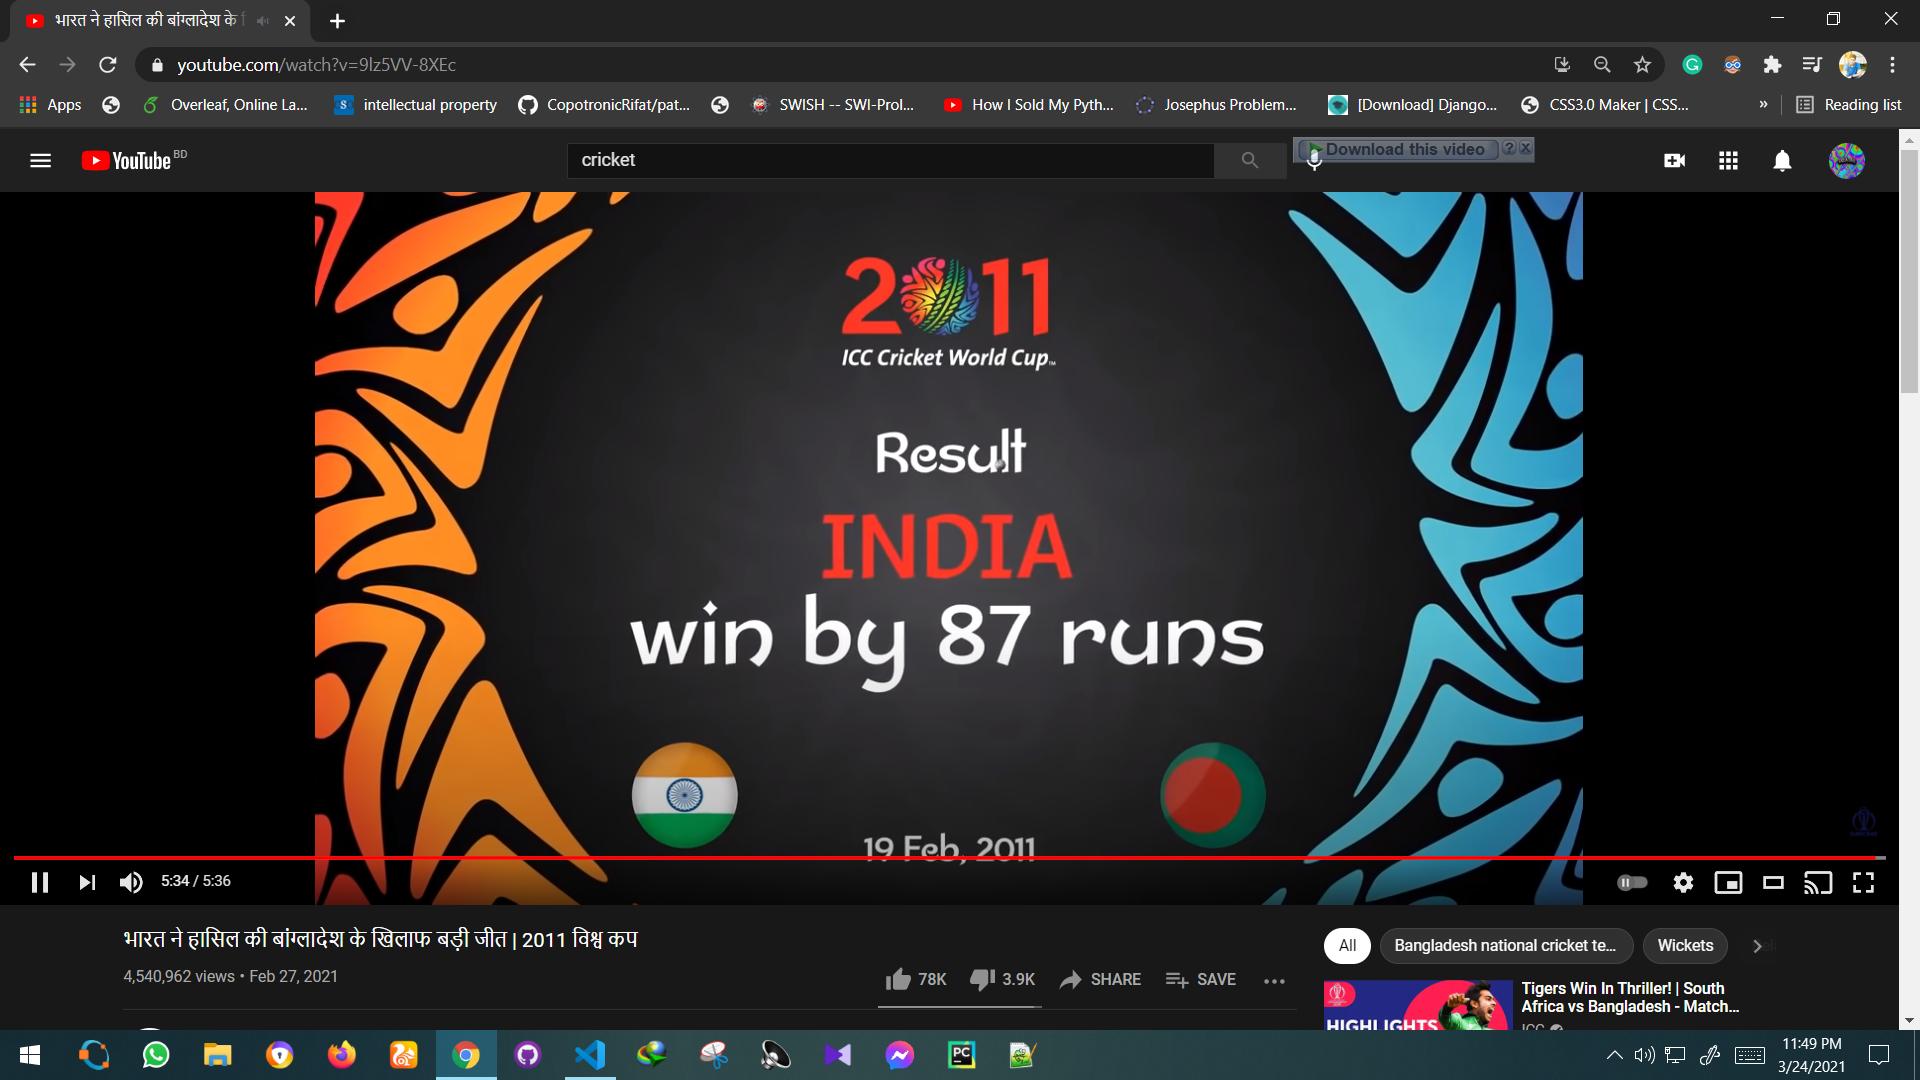 भारत ने हासिल की बांग्लादेश के
youtube.com/watch?v=9lz5VV-8XEc
Apps
Overleaf, Online La...
intellectual property
CopotronicRifat/pat...
SWISH -- SWI-Prol...
How I Sold My Pyth...
Josephus Problem...
[Download] Django...
CSS3.0 Maker | CSS...
»
Reading list
YouTube BD
cricket
Download this video
2011
ICC Cricket World Cup™
Result
INDIA
win by 87 runs
19 Feb, 2011
5:34 / 5:36
भारत ने हासिल की बांग्लादेश के खिलाफ बड़ी जीत | 2011 विश्व कप
4,540,962 views • Feb 27, 2021
78K
3.9K
SHARE
SAVE
All
Bangladesh national cricket te...
Wickets
Tigers Win In Thriller! | South
Africa vs Bangladesh - Match...
ICC
HIGHLIGHTS
PC
11:49 PM
3/24/2021